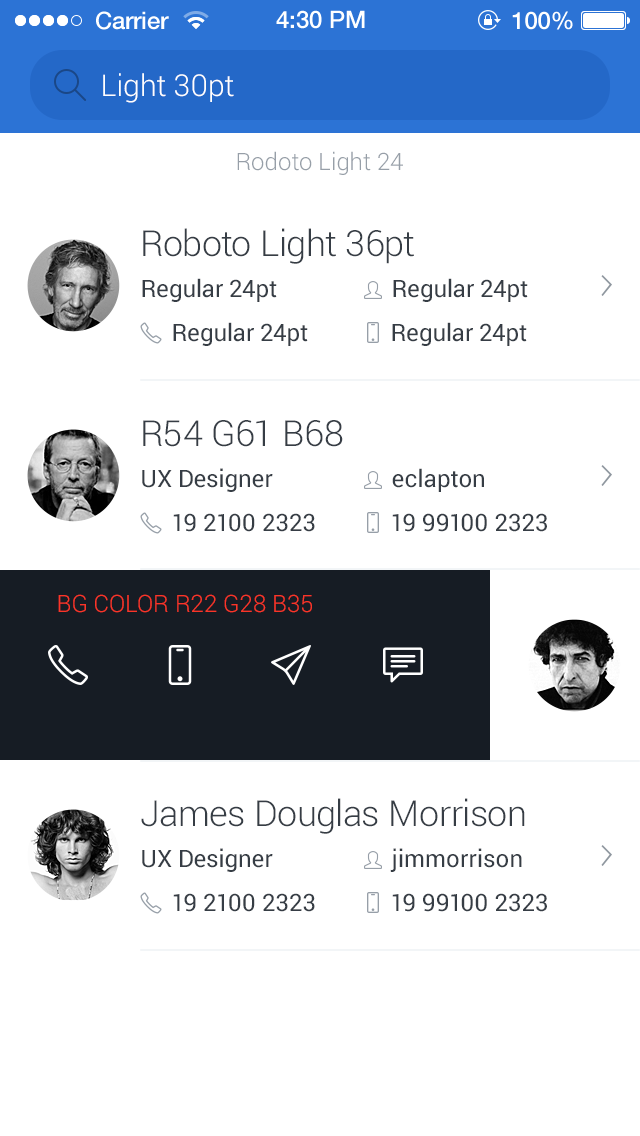 Carrier 4:30 PM 100%
Light 30pt
Rodoto Light 24
Roboto Light 36pt
Regular 24pt Regular 24pt
Regular 24pt Regular 24pt
R54 G61 B68
UX Designer eclapton
19 2100 2323 19 99100 2323
BG COLOR R22 G28 B35
James Douglas Morrison
UX Designer jimmorrison
19 2100 2323 19 99100 2323